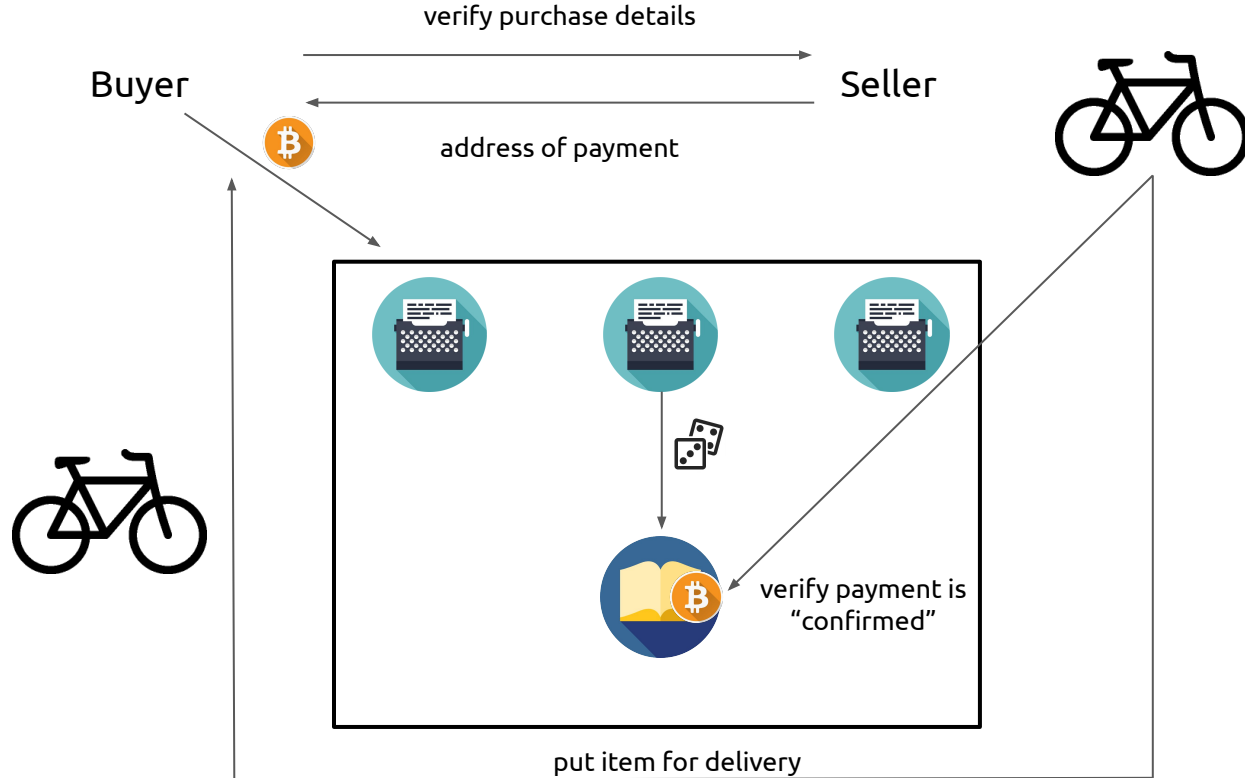 verify purchase details
Buyer
Seller
address of payment
verify payment is
“confirmed”
put item for delivery